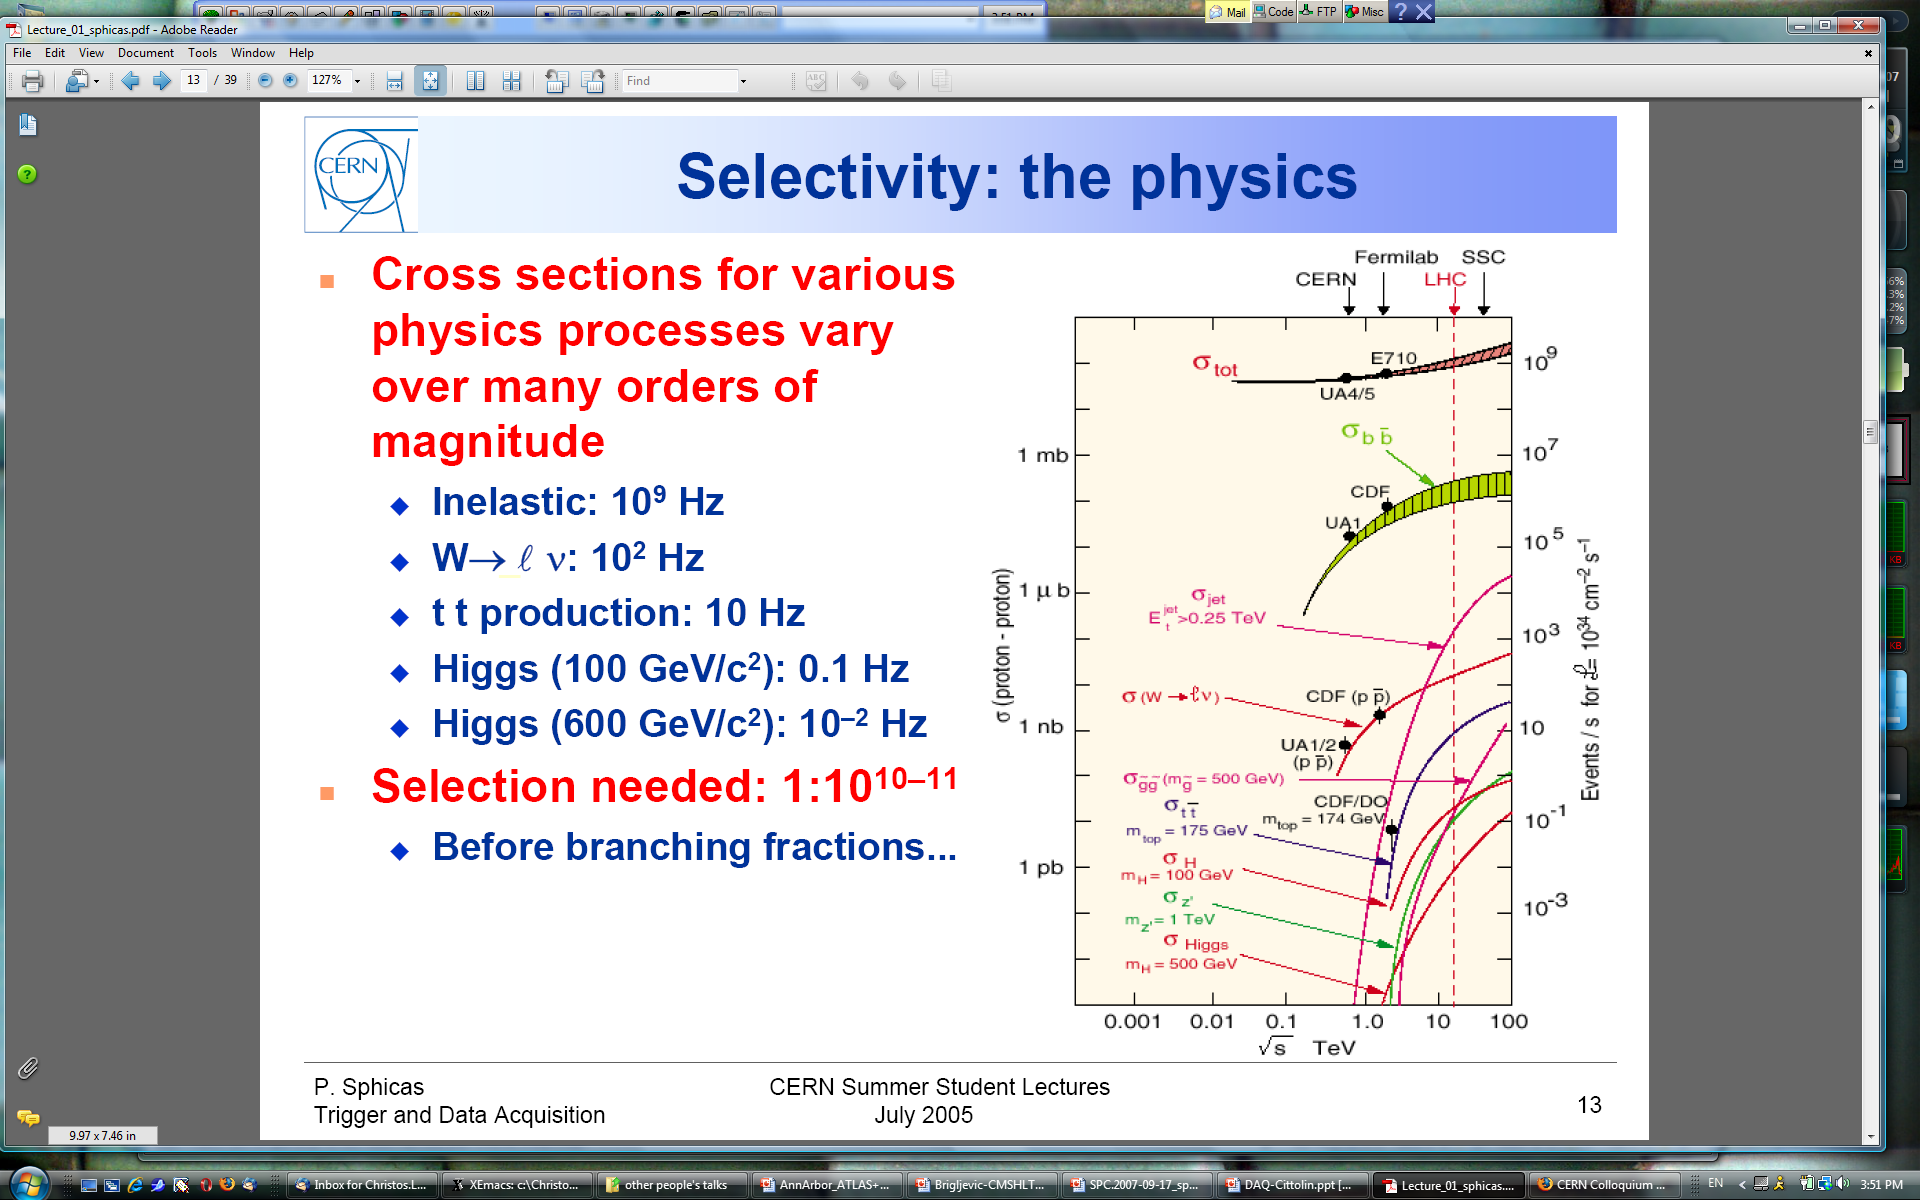 Mail
Code
FTP
Misc
Lecture_01_sphicas.pdf - Adobe Reader
File Edit View Document Tools Window Help
13 / 39
127%
Find
CERN
Selectivity: the physics
Cross sections for various
physics processes vary
over many orders of
magnitude
Inelastic: 10⁹ Hz
W→ ℓ ν: 10² Hz
t t production: 10 Hz
Higgs (100 GeV/c²): 0.1 Hz
Higgs (600 GeV/c²): 10⁻² Hz
Selection needed: 1:10¹⁰⁻¹¹
Before branching fractions...
Fermilab SSC
CERN LHC
σ tot
E710
UA4/5
σ b b̄
CDF
UA1
σ jet
E t jet >0.25 TeV
σ (W → ℓν)
CDF (p p̄)
UA1/2
(p p̄)
σ g̃g̃ (m g̃ = 500 GeV)
σ t t̄
m top = 175 GeV
CDF/DO
m top = 174 GeV
σ H
m H = 100 GeV
σ z'
m z' = 1 TeV
σ Higgs
m H = 500 GeV
σ (proton - proton)
1 mb
1 μ b
1 nb
1 pb
10⁹
10⁷
10⁵
10³
10
10⁻¹
10⁻³
Events / s for ℒ = 10³⁴ cm⁻² s⁻¹
0.001 0.01 0.1 1.0 10 100
√s TeV
P. Sphicas
Trigger and Data Acquisition
CERN Summer Student Lectures
July 2005
13
9.97 x 7.46 in
Inbox for Christos.L...
XEmacs: c:\Christo...
other people's talks
AnnArbor_ATLAS+...
Brigljevic-CMSHLT...
SPC.2007-09-17_sp...
DAQ-Cittolin.ppt [...
Lecture_01_sphicas....
CERN Colloquium ...
EN
3:51 PM